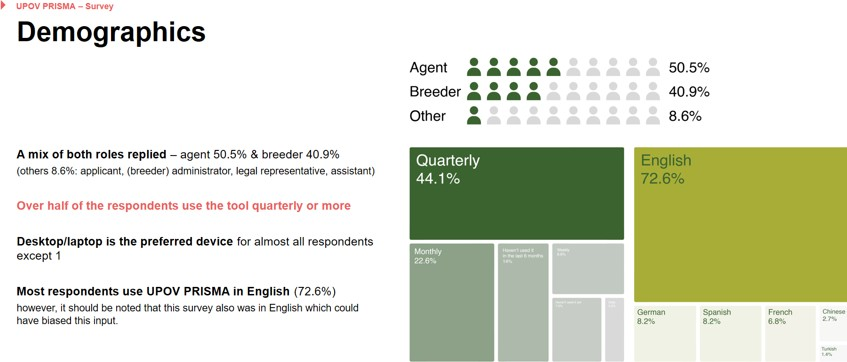 UPOV PRISMA – Survey
Demographics
Agent 50.5%
Breeder 40.9%
Other 8.6%
A mix of both roles replied – agent 50.5% & breeder 40.9%
(others 8.6%: applicant, (breeder) administrator, legal representative, assistant)
Over half of the respondents use the tool quarterly or more
Desktop/laptop is the preferred device for almost all respondents
except 1
Most respondents use UPOV PRISMA in English (72.6%)
however, it should be noted that this survey also was in English which could
have biased this input.
Quarterly
44.1%
Monthly
22.6%
Haven't used it
in the last 6 months
English
72.6%
German
8.2%
Spanish
8.2%
French
6.8%
Chinese
2.7%
Turkish
1.4%